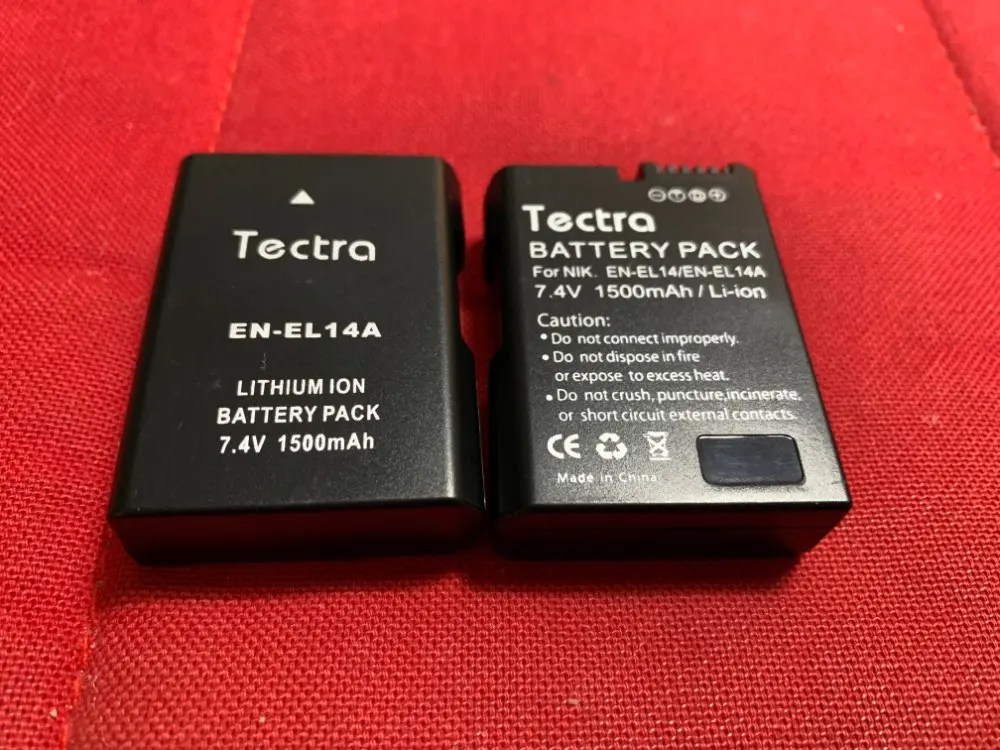 Tectra
EN-EL14A
LITHIUM ION
BATTERY PACK
7.4V 1500mAh
Tectra
BATTERY PACK
For NIK. EN-EL14/EN-EL14A
7.4V 1500mAh / Li-ion
Caution:
• Do not connect improperly.
• Do not dispose in fire
or expose to excess heat.
• Do not crush, puncture,incinerate,
or short circuit external contacts.
CE
Made in China